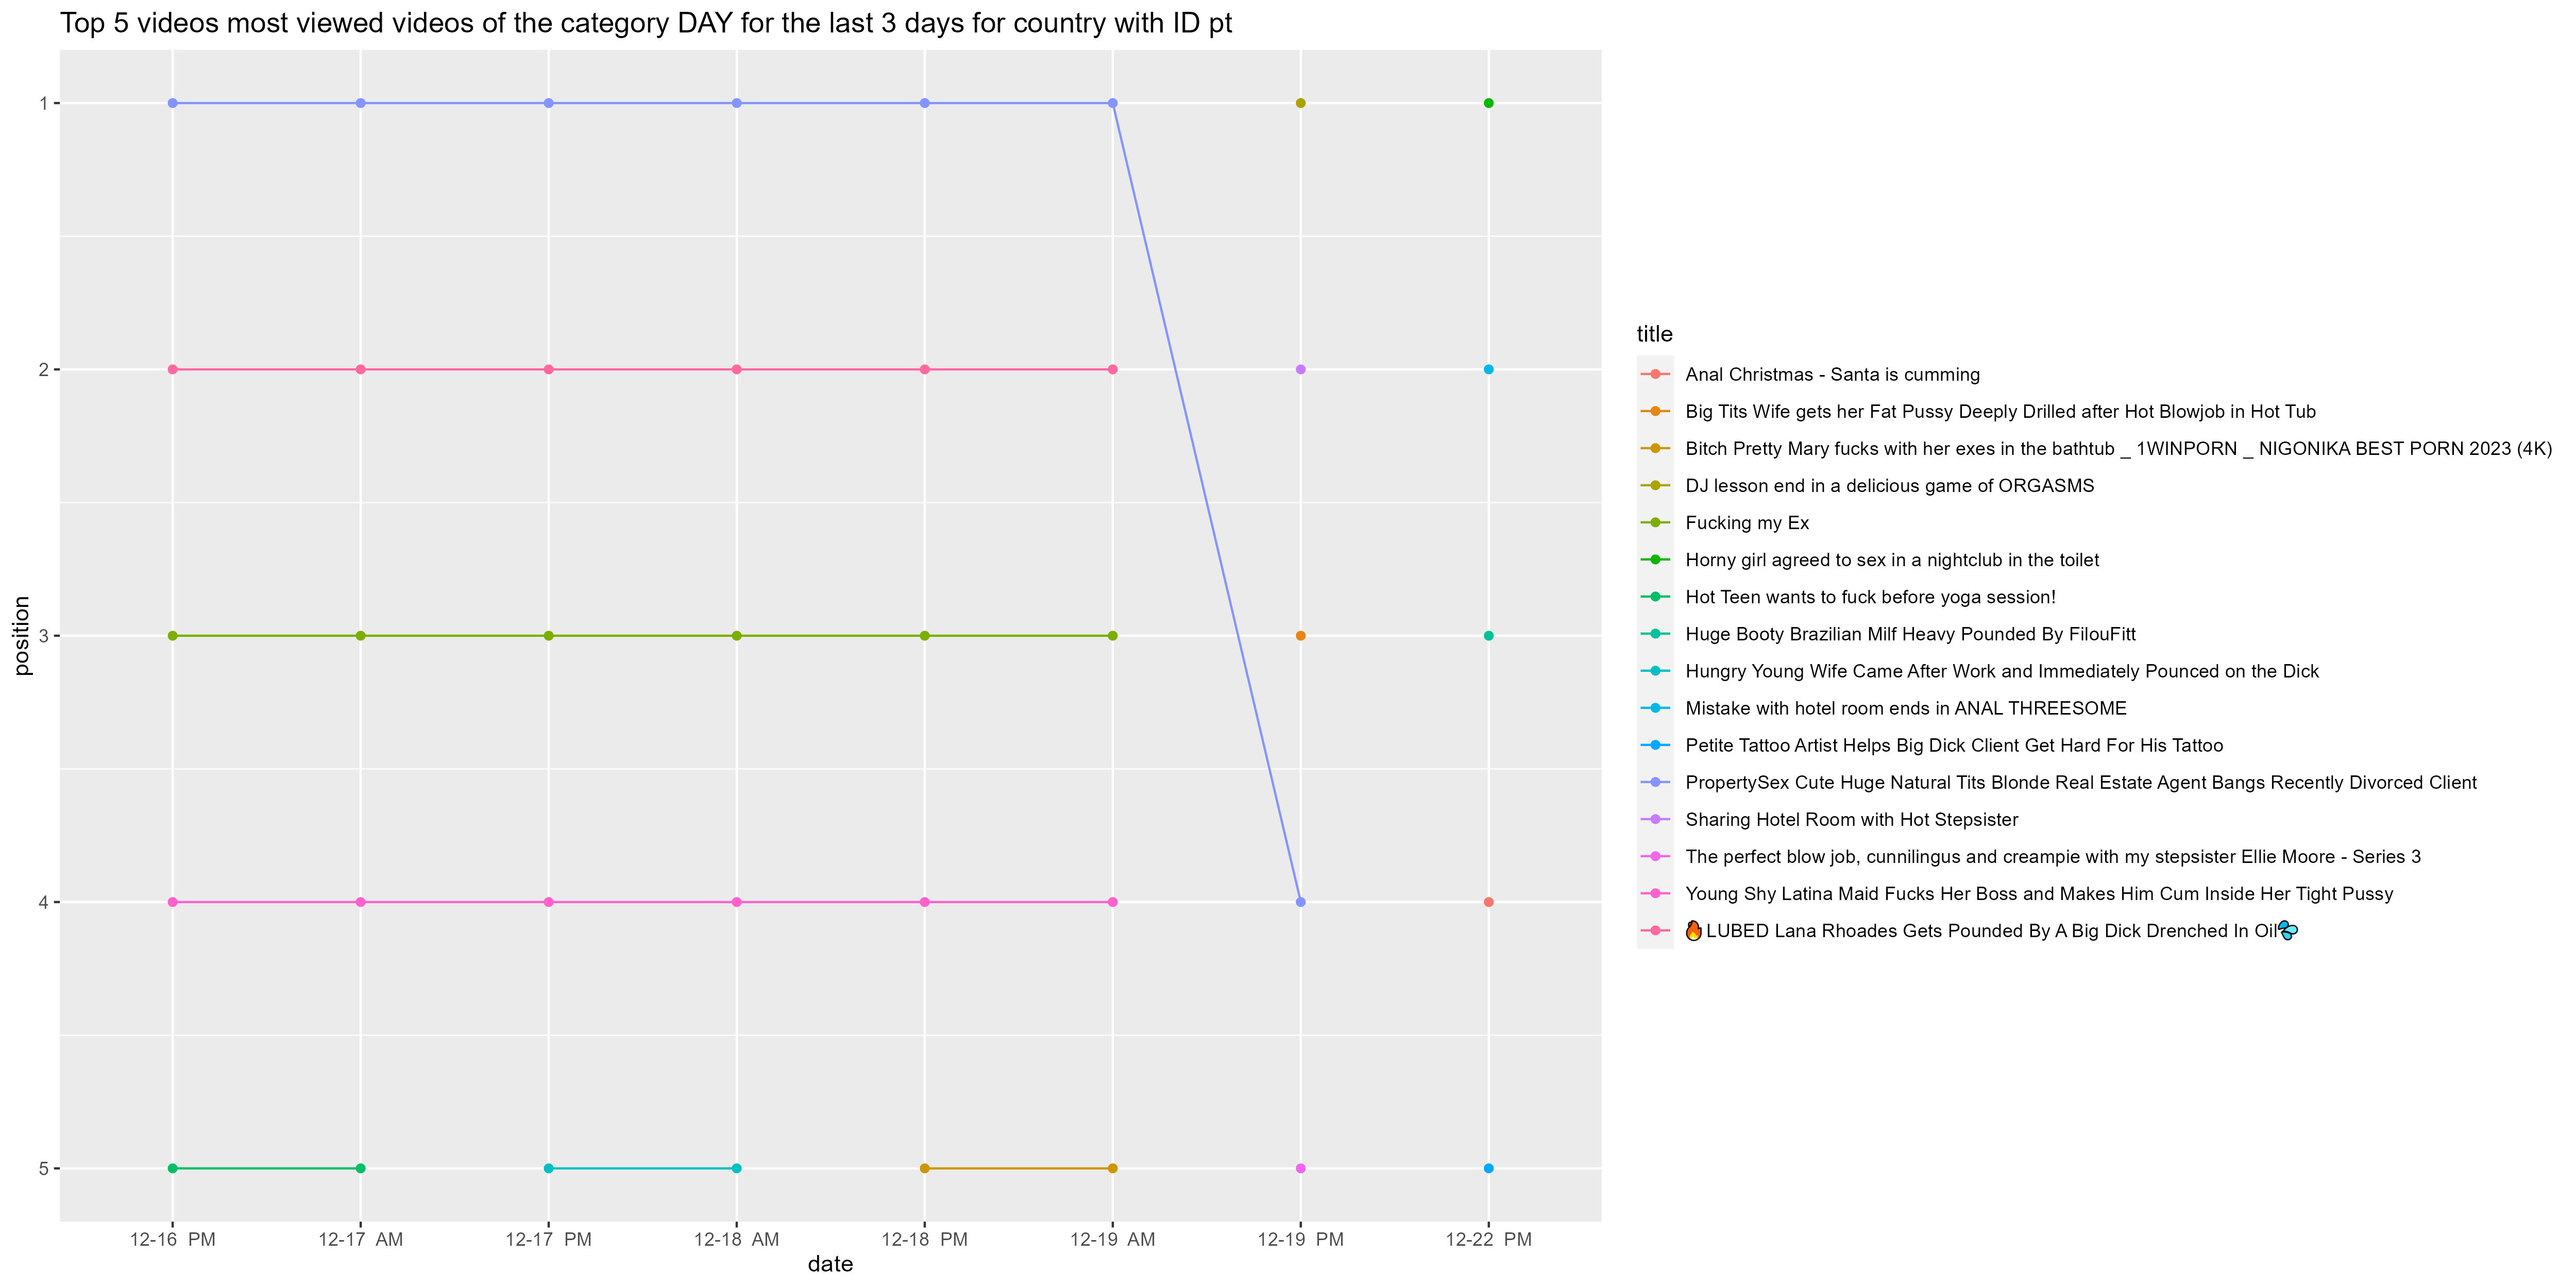 Top 5 videos most viewed videos of the category DAY for the last 3 days for country with ID pt
position
1
2
3
4
5
12-16 PM
12-17 AM
12-17 PM
12-18 AM
12-18 PM
12-19 AM
12-19 PM
12-22 PM
date
title
Anal Christmas - Santa is cumming
Big Tits Wife gets her Fat Pussy Deeply Drilled after Hot Blowjob in Hot Tub
Bitch Pretty Mary fucks with her exes in the bathtub _ 1WINPORN _ NIGONIKA BEST PORN 2023 (4K)
DJ lesson end in a delicious game of ORGASMS
Fucking my Ex
Horny girl agreed to sex in a nightclub in the toilet
Hot Teen wants to fuck before yoga session!
Huge Booty Brazilian Milf Heavy Pounded By FilouFitt
Hungry Young Wife Came After Work and Immediately Pounced on the Dick
Mistake with hotel room ends in ANAL THREESOME
Petite Tattoo Artist Helps Big Dick Client Get Hard For His Tattoo
PropertySex Cute Huge Natural Tits Blonde Real Estate Agent Bangs Recently Divorced Client
Sharing Hotel Room with Hot Stepsister
The perfect blow job, cunnilingus and creampie with my stepsister Ellie Moore - Series 3
Young Shy Latina Maid Fucks Her Boss and Makes Him Cum Inside Her Tight Pussy
🔥LUBED Lana Rhoades Gets Pounded By A Big Dick Drenched In Oil💦